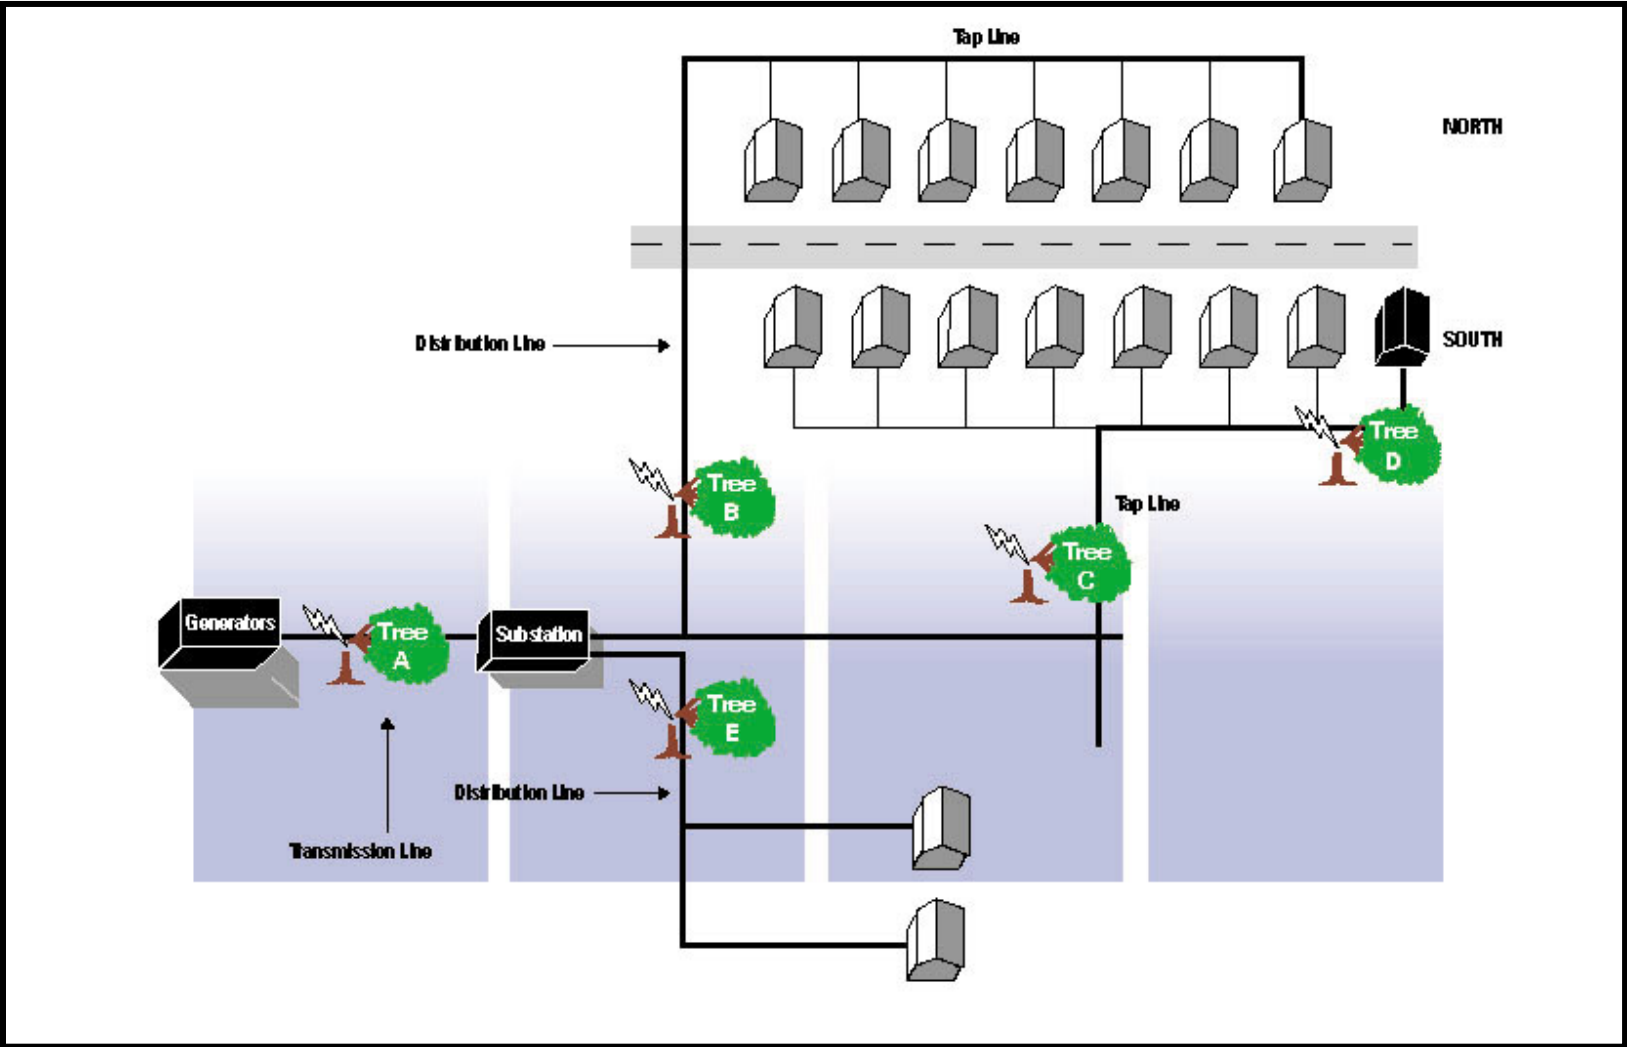 Tap Line
NORTH
Distribution Line
SOUTH
Tree
D
Tree
B
Tap Line
Tree
C
Generators
Tree
A
Substation
Tree
E
Distribution Line
Transmission Line